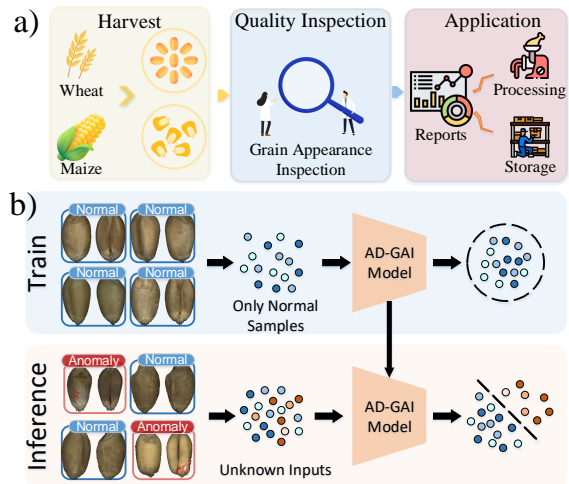 a)
Harvest
Wheat
Maize
Quality Inspection
Grain Appearance
Inspection
Application
Reports
Processing
Storage
b)
Train
Normal
Normal
Normal
Normal
Only Normal
Samples
AD-GAI
Model
Inference
Anomaly
Normal
Normal
Anomaly
Unknown Inputs
AD-GAI
Model